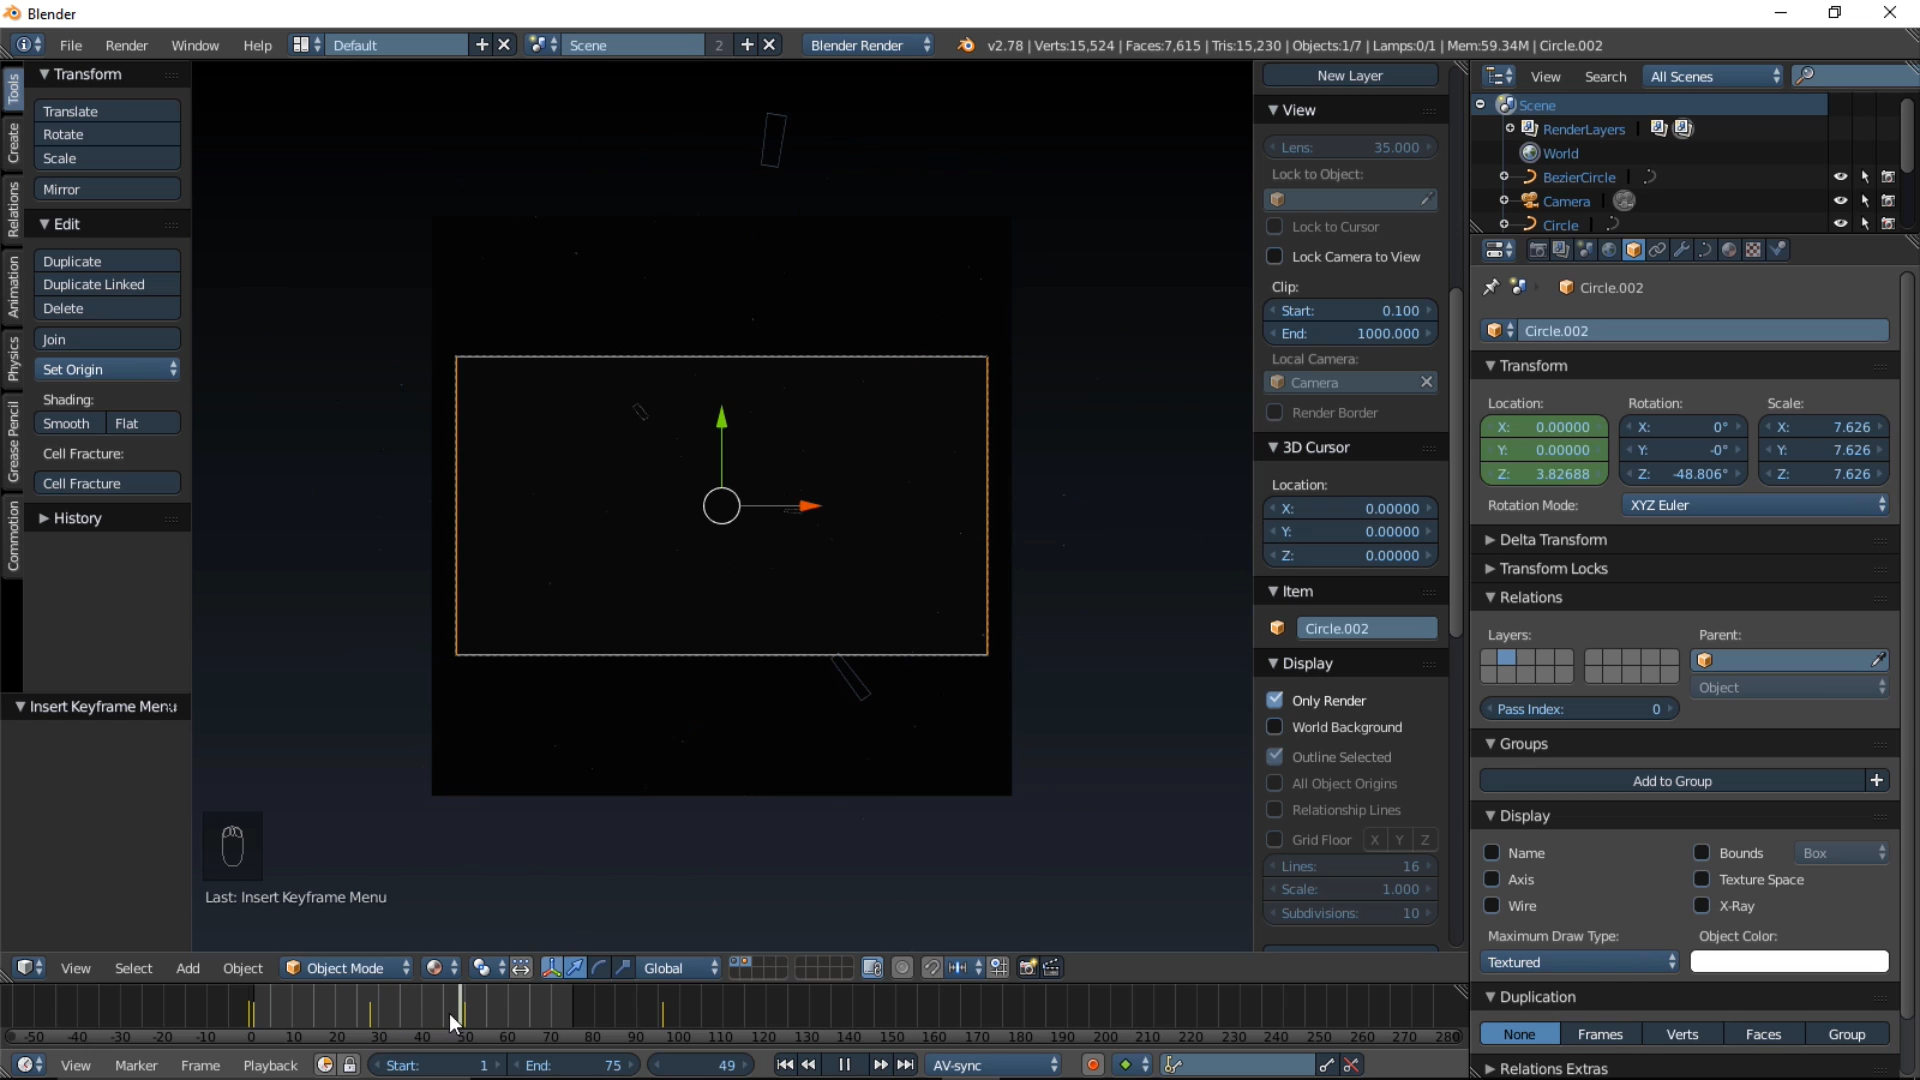 Blender
File Render Window Help Default Scene 2 Blender Render v2.78 | Verts:15,524 | Faces:7,615 | Tris:15,230 | Objects:1/7 | Lamps:0/1 | Mem:59.34M | Circle.002
Tools
Create
Relations
Animation
Physics
Grease Pencil
Commotion
Transform
Translate
Rotate
Scale
Mirror
Edit
Duplicate
Duplicate Linked
Delete
Join
Set Origin
Shading:
Smooth Flat
Cell Fracture:
Cell Fracture
History
Insert Keyframe Menu
Last: Insert Keyframe Menu
New Layer
View
Lens: 35.000
Lock to Object:
Lock to Cursor
Lock Camera to View
Clip:
Start: 0.100
End: 1000.000
Local Camera:
Camera
Render Border
3D Cursor
Location:
X: 0.00000
Y: 0.00000
Z: 0.00000
Item
Circle.002
Display
Only Render
World Background
Outline Selected
All Object Origins
Relationship Lines
Grid Floor X Y Z
Lines: 16
Scale: 1.000
Subdivisions: 10
View Search All Scenes
Scene
RenderLayers
World
BezierCircle
Camera
Circle
Circle.002
Circle.002
Transform
Location: Rotation: Scale:
X: 0.00000 X: 0° X: 7.626
Y: 0.00000 Y: -0° Y: 7.626
Z: 3.82688 Z: -48.806° Z: 7.626
Rotation Mode: XYZ Euler
Delta Transform
Transform Locks
Relations
Layers: Parent:
Object
Pass Index: 0
Groups
Add to Group
Display
Name Bounds Box
Axis Texture Space
Wire X-Ray
Maximum Draw Type: Object Color:
Textured
Duplication
None Frames Verts Faces Group
Relations Extras
View Select Add Object Object Mode Global
-50 -40 -30 -20 -10 0 10 20 30 40 50 60 70 80 90 100 110 120 130 140 150 160 170 180 190 200 210 220 230 240 250 260 270 280
View Marker Frame Playback Start: 1 End: 75 49 AV-sync